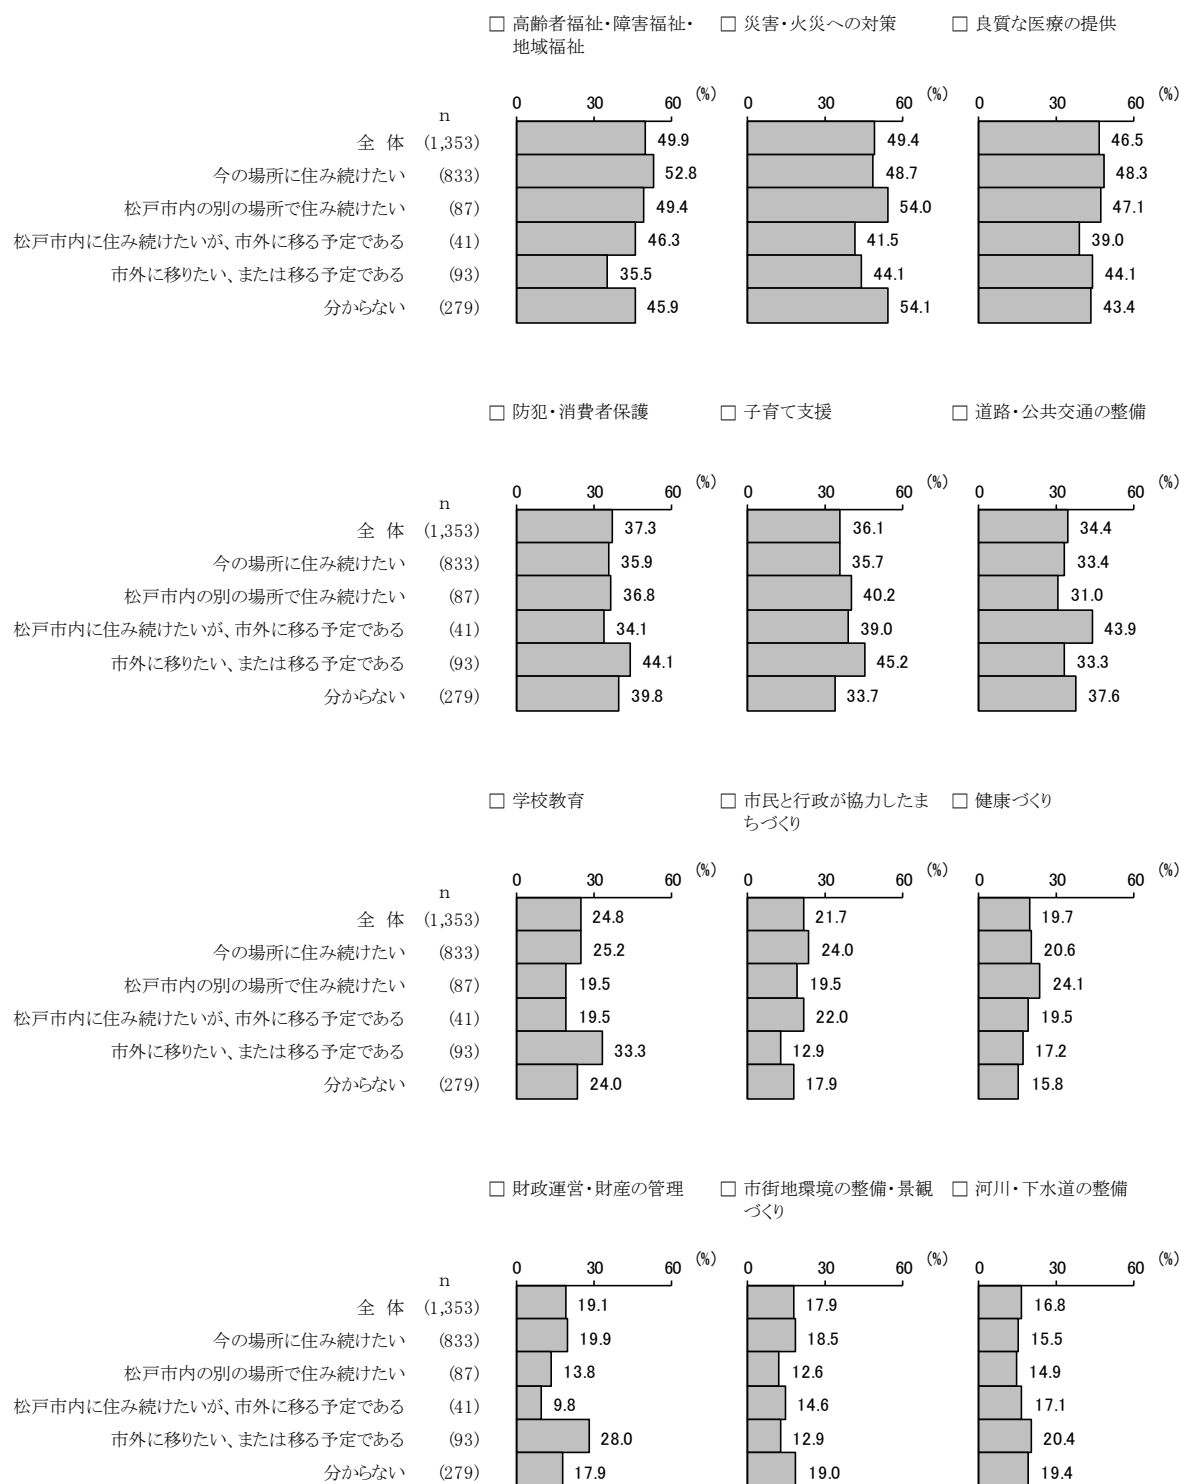 □ 高齢者福祉・障害福祉・ □ 災害・火災への対策 □ 良質な医療の提供
地域福祉
0 30 60 (%) 0 30 60 (%) 0 30 60 (%)
n
全 体 (1,353) 49.9 49.4 46.5
今の場所に住み続けたい (833) 52.8 48.7 48.3
松戸市内の別の場所で住み続けたい (87) 49.4 54.0 47.1
松戸市内に住み続けたいが、市外に移る予定である (41) 46.3 41.5 39.0
市外に移りたい、または移る予定である (93) 35.5 44.1 44.1
分からない (279) 45.9 54.1 43.4
□ 防犯・消費者保護 □ 子育て支援 □ 道路・公共交通の整備
0 30 60 (%) 0 30 60 (%) 0 30 60 (%)
n
全 体 (1,353) 37.3 36.1 34.4
今の場所に住み続けたい (833) 35.9 35.7 33.4
松戸市内の別の場所で住み続けたい (87) 36.8 40.2 31.0
松戸市内に住み続けたいが、市外に移る予定である (41) 34.1 39.0 43.9
市外に移りたい、または移る予定である (93) 44.1 45.2 33.3
分からない (279) 39.8 33.7 37.6
□ 学校教育 □ 市民と行政が協力したま □ 健康づくり
ちづくり
0 30 60 (%) 0 30 60 (%) 0 30 60 (%)
n
全 体 (1,353) 24.8 21.7 19.7
今の場所に住み続けたい (833) 25.2 24.0 20.6
松戸市内の別の場所で住み続けたい (87) 19.5 19.5 24.1
松戸市内に住み続けたいが、市外に移る予定である (41) 19.5 22.0 19.5
市外に移りたい、または移る予定である (93) 33.3 12.9 17.2
分からない (279) 24.0 17.9 15.8
□ 財政運営・財産の管理 □ 市街地環境の整備・景観 □ 河川・下水道の整備
づくり
0 30 60 (%) 0 30 60 (%) 0 30 60 (%)
n
全 体 (1,353) 19.1 17.9 16.8
今の場所に住み続けたい (833) 19.9 18.5 15.5
松戸市内の別の場所で住み続けたい (87) 13.8 12.6 14.9
松戸市内に住み続けたいが、市外に移る予定である (41) 9.8 14.6 17.1
市外に移りたい、または移る予定である (93) 28.0 12.9 20.4
分からない (279) 17.9 19.0 19.4